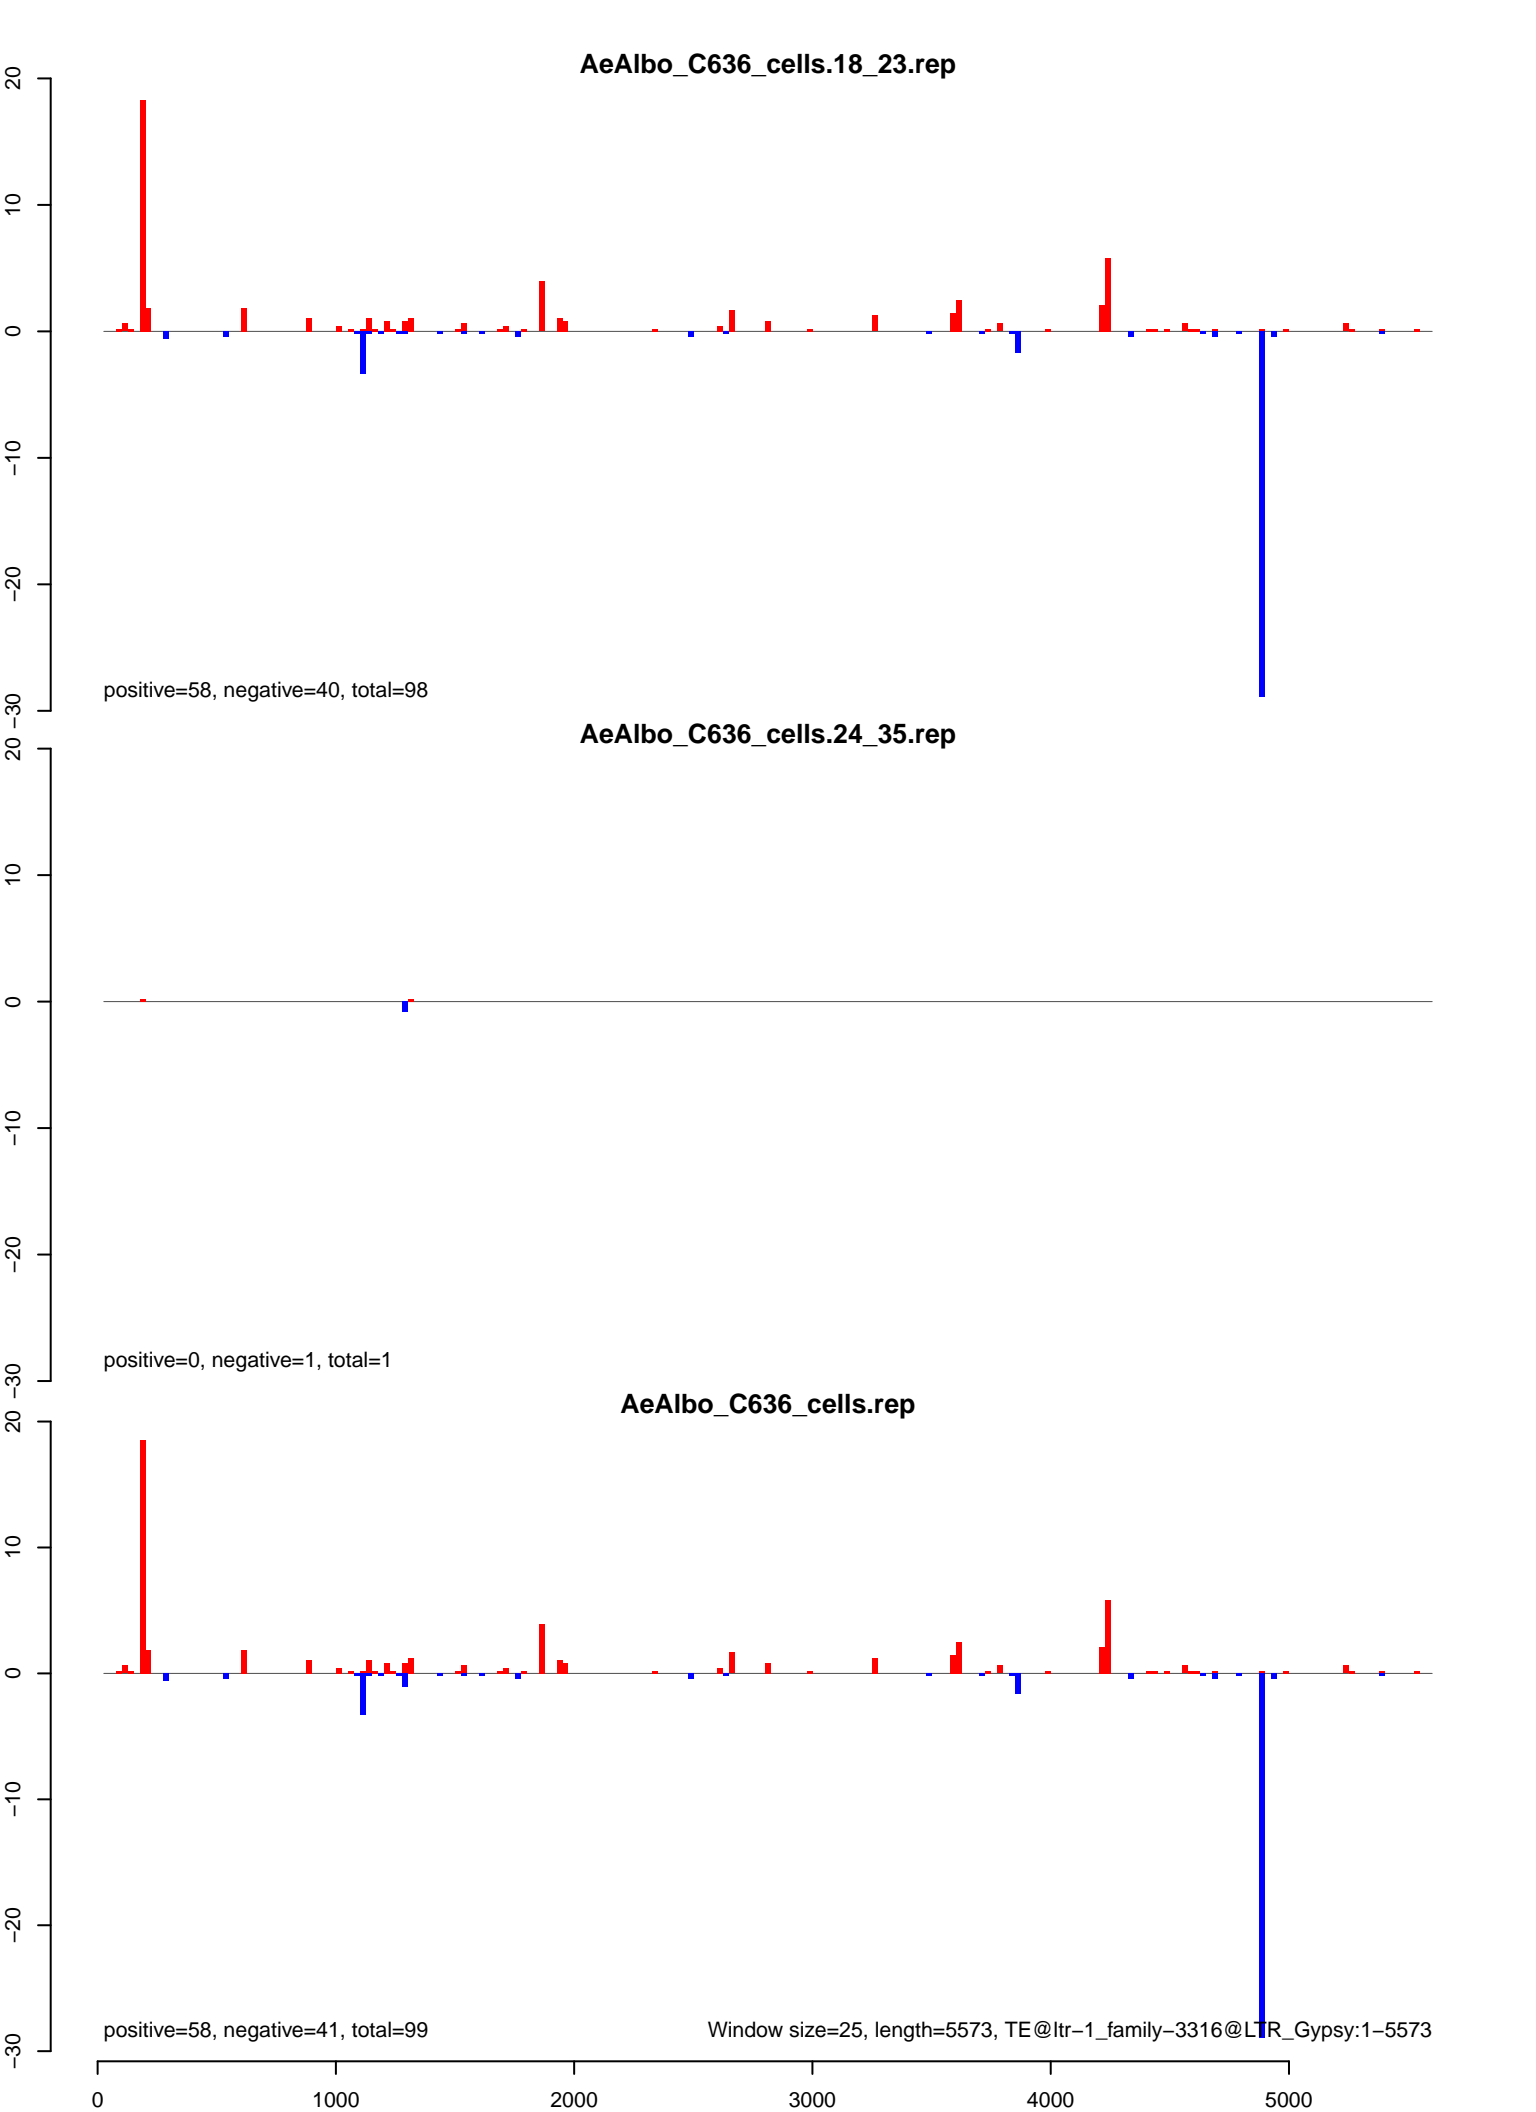 AeAlbo_C636_cells.18_23.rep
20
10
0
−10
−20
−30
positive=58, negative=40, total=98
AeAlbo_C636_cells.24_35.rep
20
10
0
−10
−20
−30
positive=0, negative=1, total=1
AeAlbo_C636_cells.rep
20
10
0
−10
−20
−30
positive=58, negative=41, total=99
Window size=25, length=5573, TE@ltr−1_family−3316@LTR_Gypsy:1−5573
0 1000 2000 3000 4000 5000